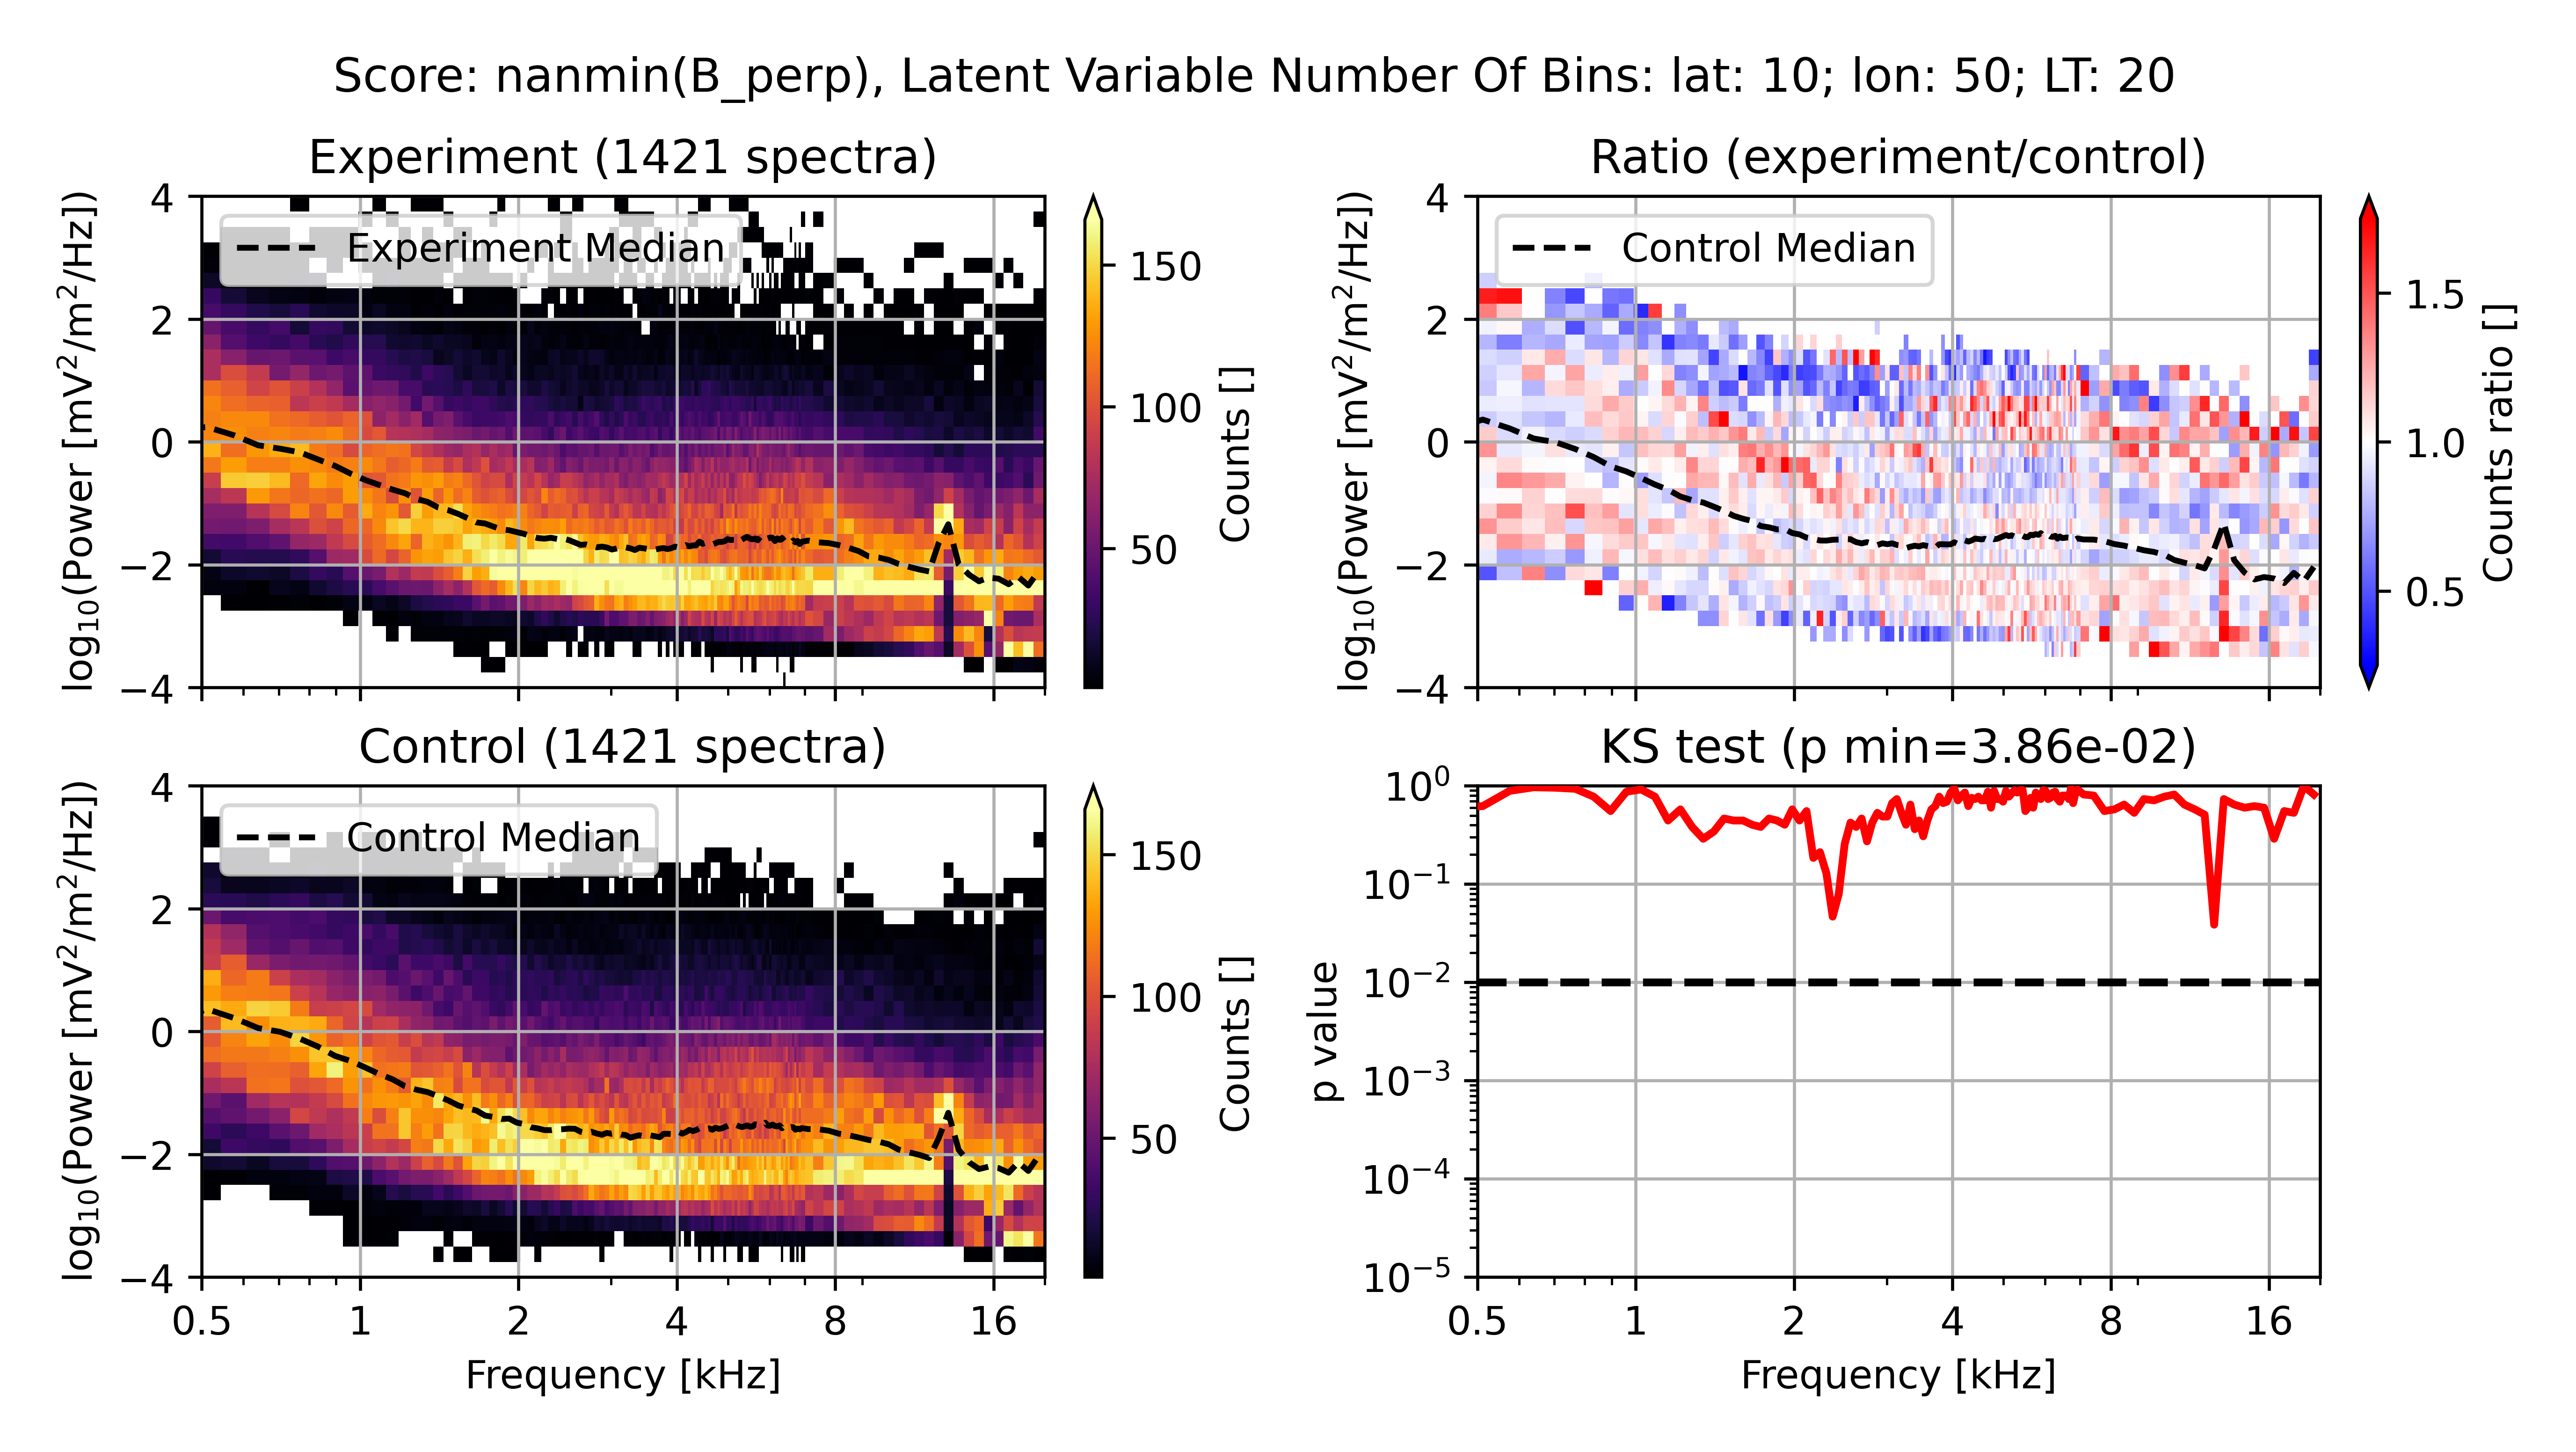 Score: nanmin(B_perp), Latent Variable Number Of Bins: lat: 10; lon: 50; LT: 20
Experiment (1421 spectra)
log₁₀(Power [mV²/m²/Hz])
4
2
0
−2
−4
Experiment Median
150
100
50
Counts []
Ratio (experiment/control)
log₁₀(Power [mV²/m²/Hz])
4
2
0
−2
−4
Control Median
1.5
1.0
0.5
Counts ratio []
Control (1421 spectra)
log₁₀(Power [mV²/m²/Hz])
4
2
0
−2
−4
Control Median
0.5 1 2 4 8 16
Frequency [kHz]
150
100
50
Counts []
KS test (p min=3.86e-02)
p value
10⁰
10⁻¹
10⁻²
10⁻³
10⁻⁴
10⁻⁵
0.5 1 2 4 8 16
Frequency [kHz]